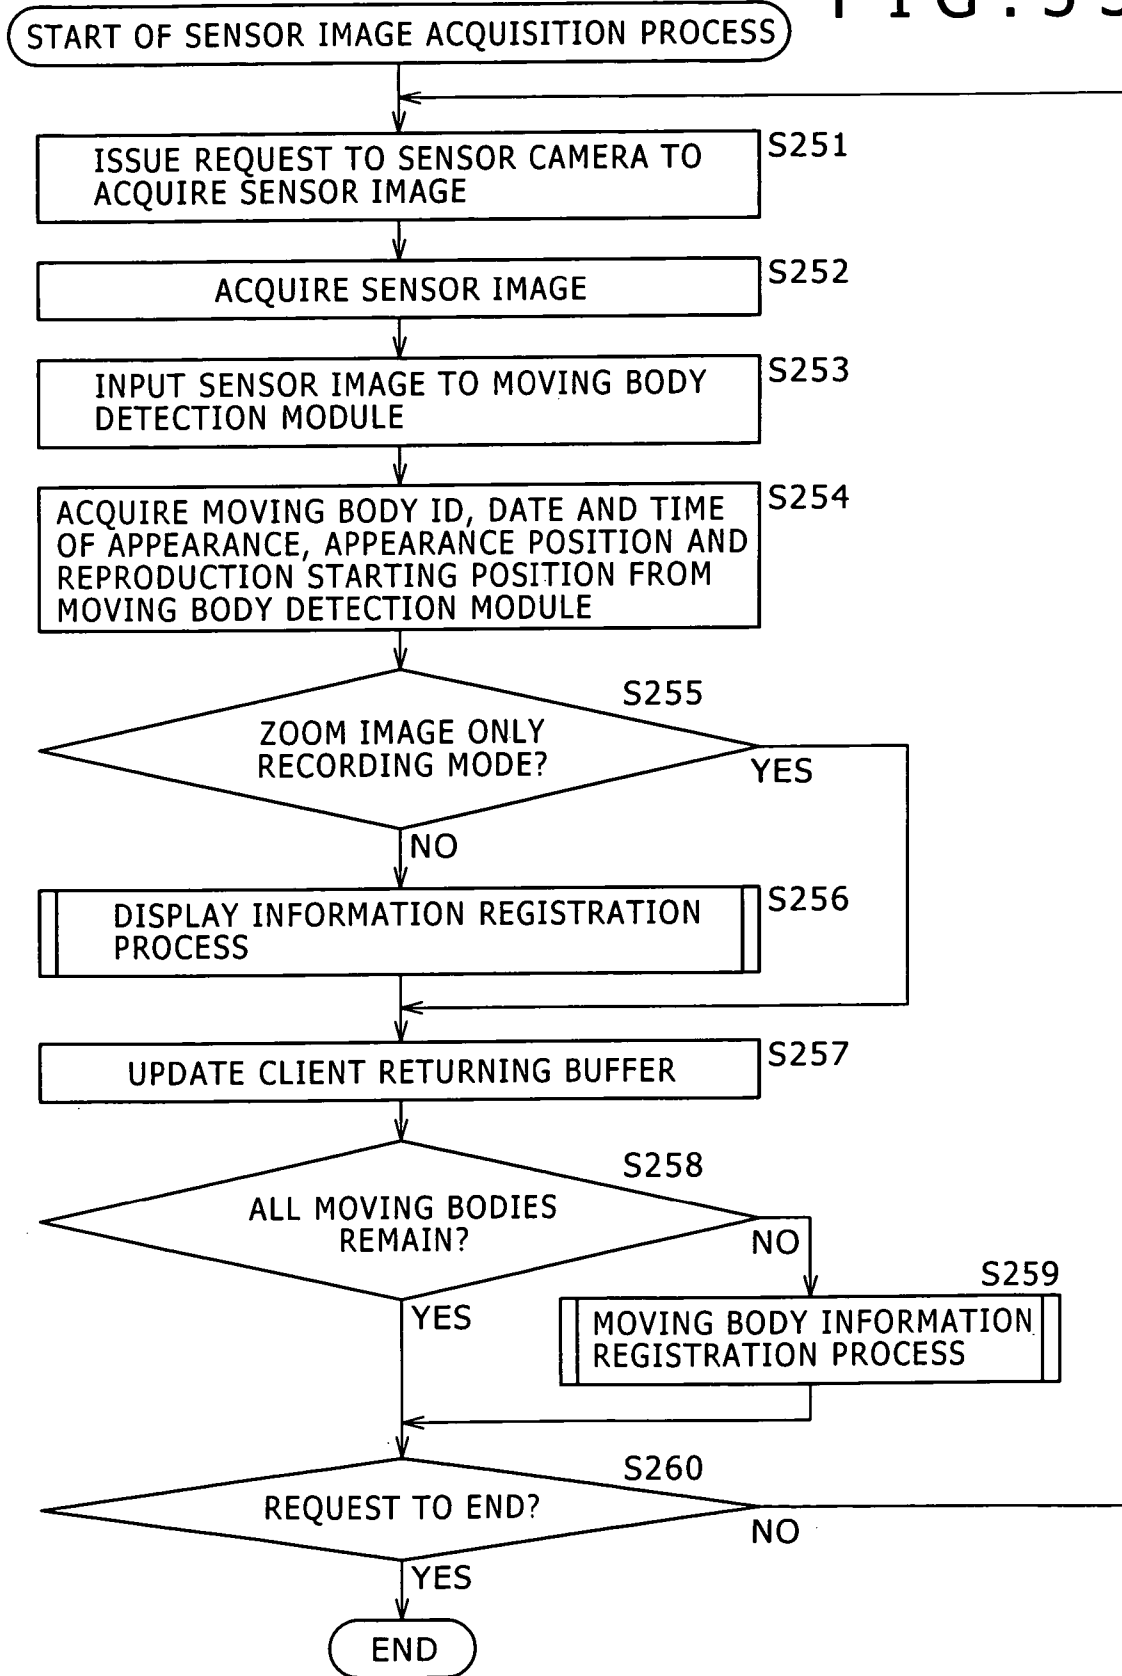 FIG.
START OF SENSOR IMAGE ACQUISITION PROCESS
S251
ISSUE REQUEST TO SENSOR CAMERA TO
ACQUIRE SENSOR IMAGE
S252
ACQUIRE SENSOR IMAGE
S253
INPUT SENSOR IMAGE TO MOVING BODY
DETECTION MODULE
S254
ACQUIRE MOVING BODY ID, DATE AND TIME
OF APPEARANCE, APPEARANCE POSITION AND
REPRODUCTION STARTING POSITION FROM
MOVING BODY DETECTION MODULE
S255
ZOOM IMAGE ONLY
RECORDING MODE?
YES
NO
S256
DISPLAY INFORMATION REGISTRATION
PROCESS
S257
UPDATE CLIENT RETURNING BUFFER
S258
ALL MOVING BODIES
REMAIN?
NO
YES
S259
MOVING BODY INFORMATION
REGISTRATION PROCESS
S260
REQUEST TO END?
NO
YES
END